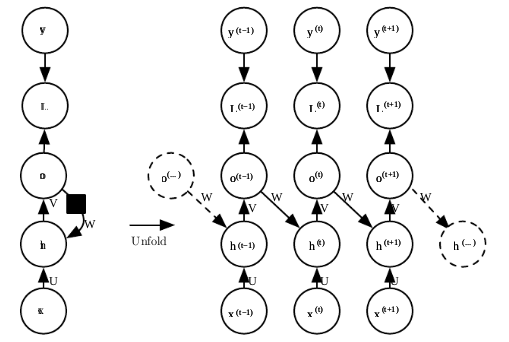 y y(t−1) y(t) y(t+1)
L L(t−1) L(t) L(t+1)
o o(...) o(t−1) o(t) o(t+1)
V W W V W V W V
W
Unfold
h h(t−1) h(t) h(t+1) h(...)
U U U U
x x(t−1) x(t) x(t+1)